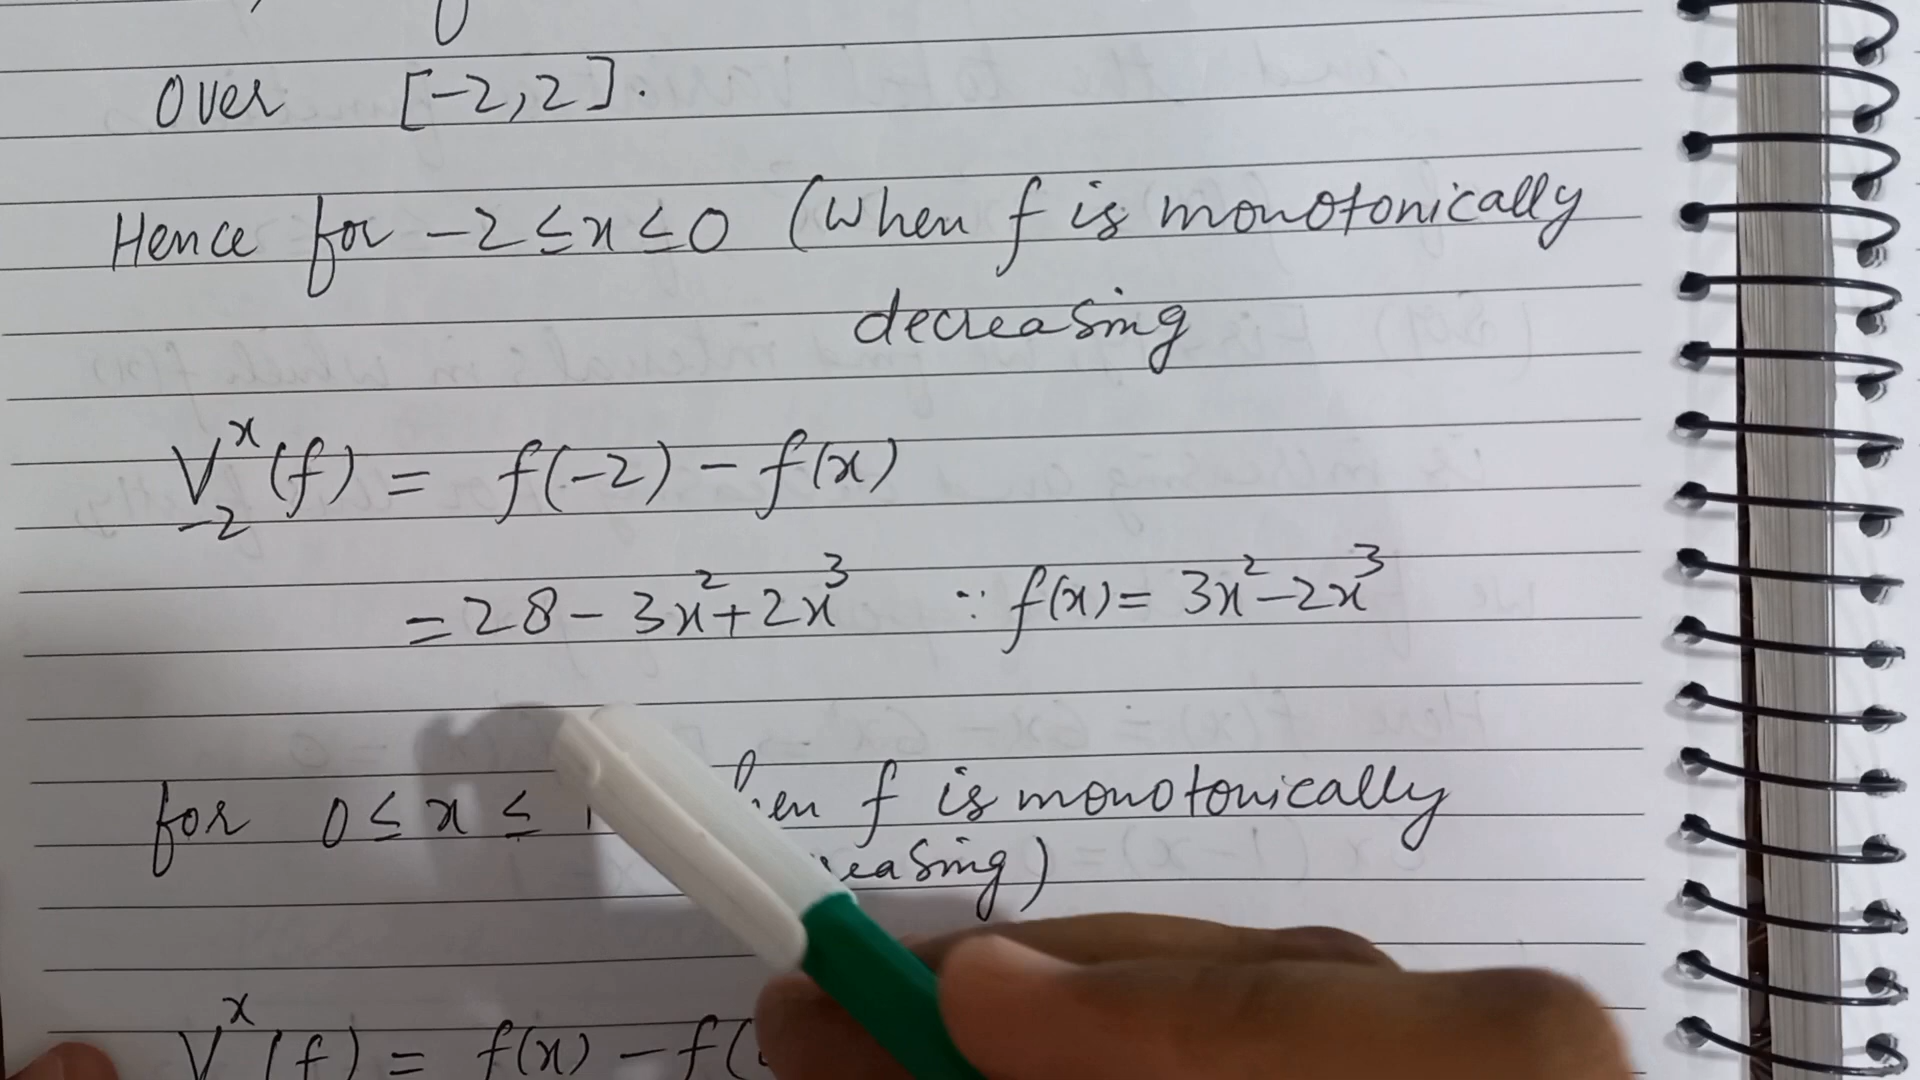 Over [-2,2].
Hence for -2 ≤ x ≤ 0 (When f is monotonically
decreasing
V_{-2}^{x}(f) = f(-2) - f(x)
= 28 - 3x² + 2x³ ∵ f(x) = 3x² - 2x³
for 0 ≤ x ≤ f is monotonically
V^{x}(f) = f(x) - f(